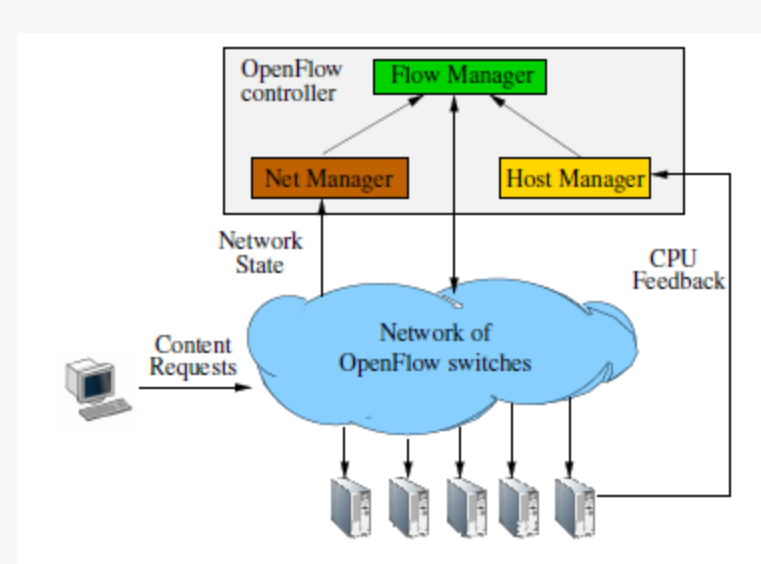 OpenFlow
controller
Flow Manager
Net Manager
Host Manager
Network
State
CPU
Feedback
Content
Requests
Network of
OpenFlow switches